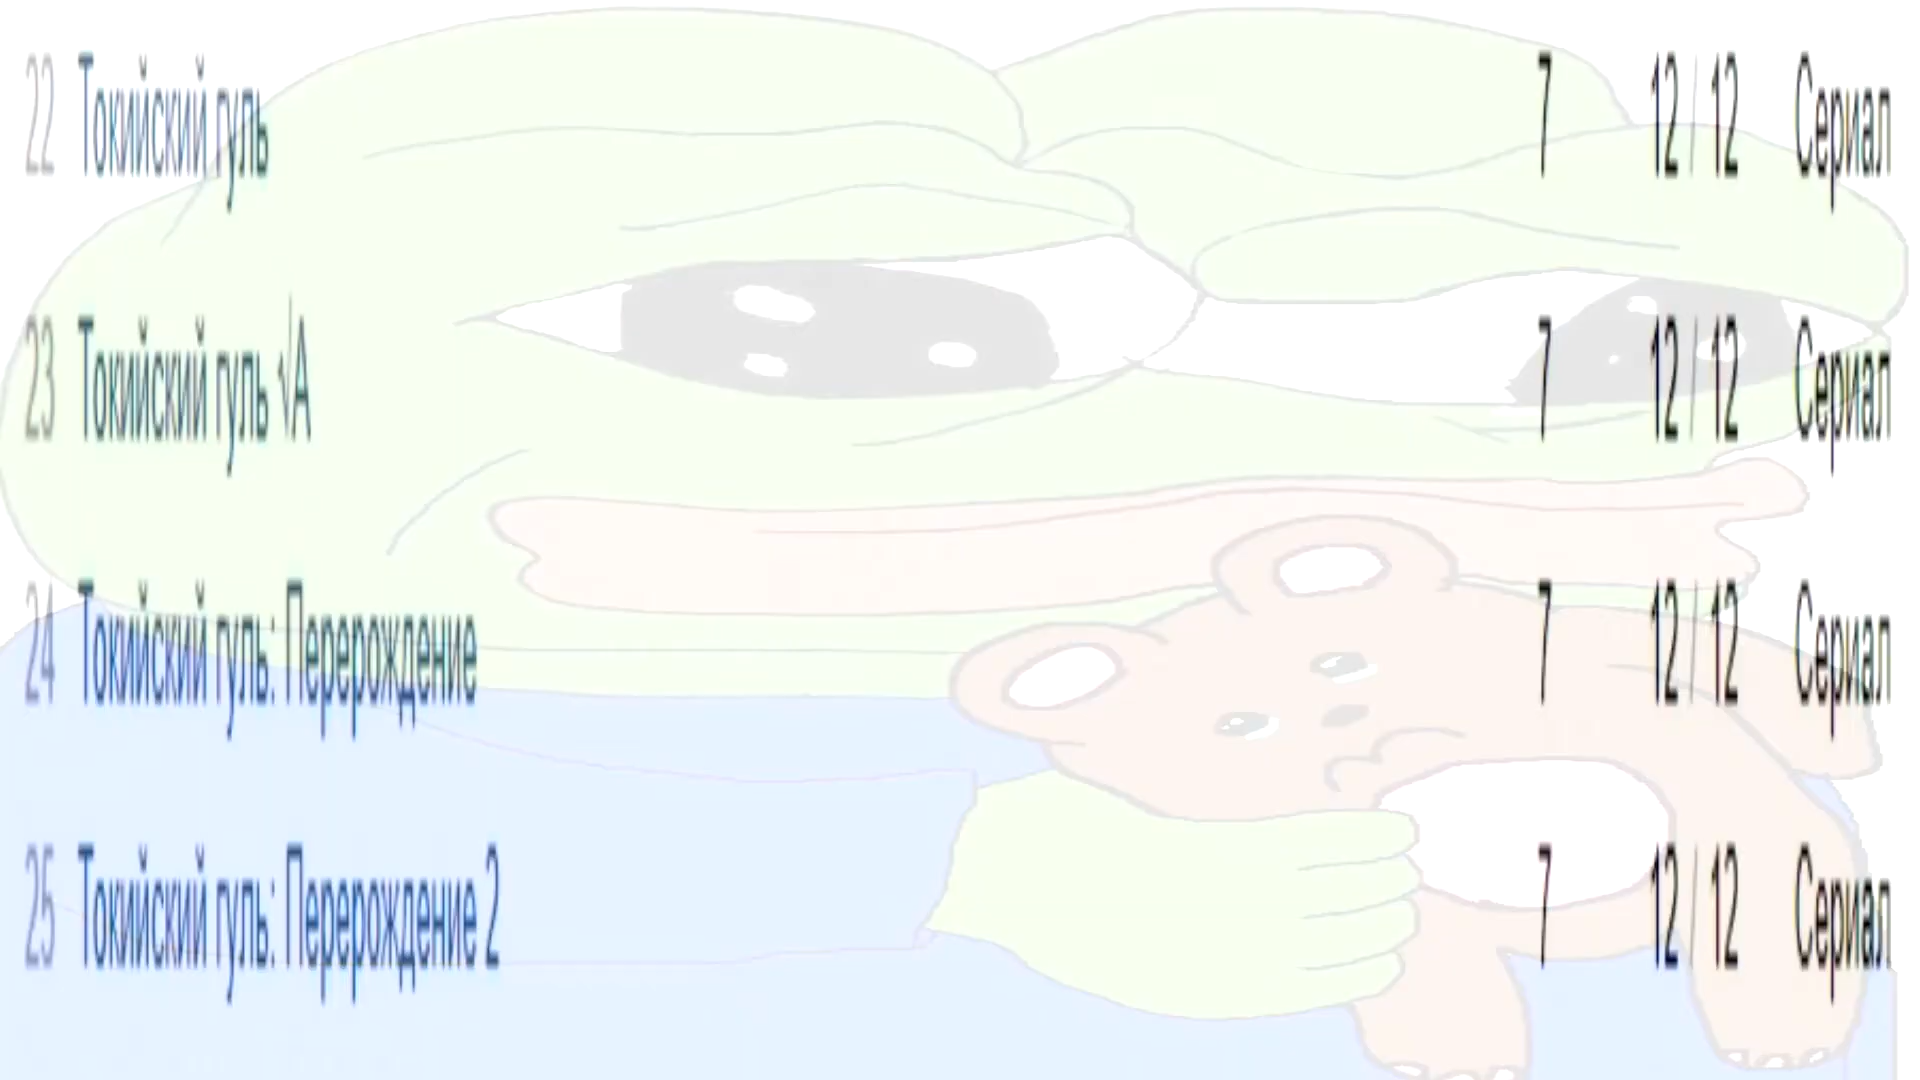 22 Токийский гуль 7 12 / 12 Сериал
23 Токийский гуль √A 7 12 / 12 Сериал
24 Токийский гуль: Перерождение 7 12 / 12 Сериал
25 Токийский гуль: Перерождение 2 7 12 / 12 Сериал